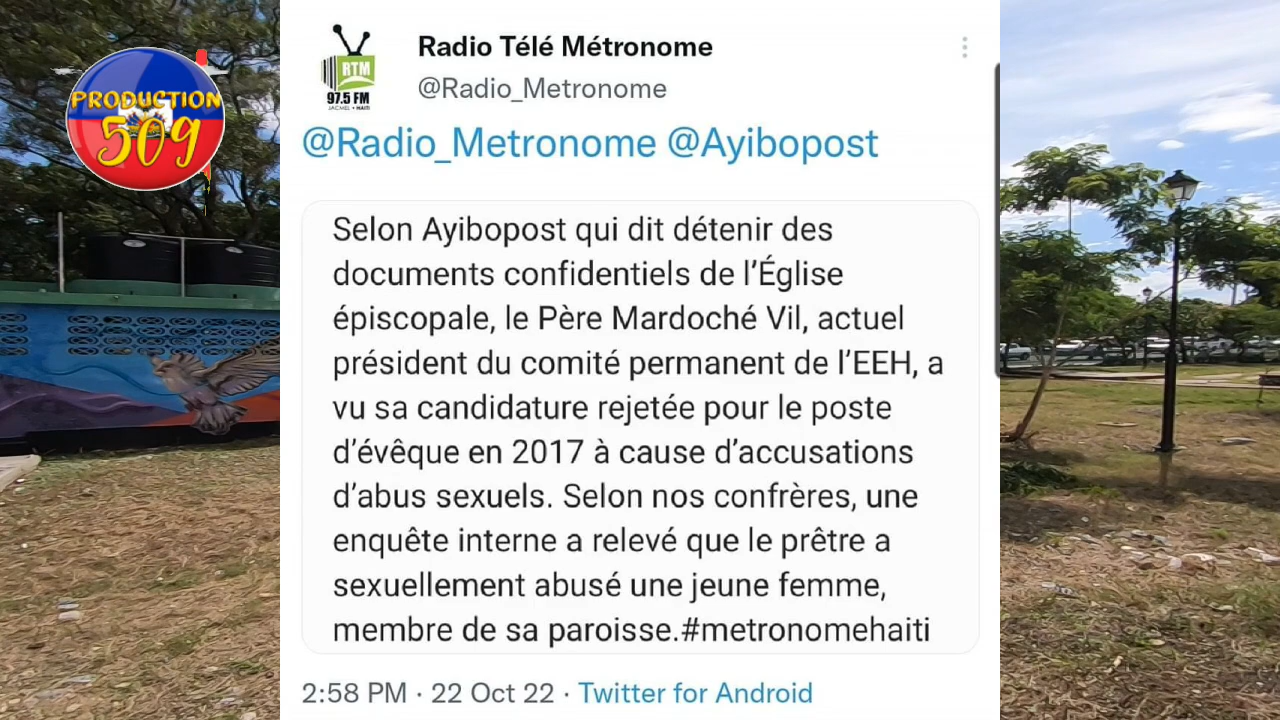 PRODUCTION
509
RTM
97.5 FM
JACMEL • HAITI
Radio Télé Métronome
@Radio_Metronome
@Radio_Metronome @Ayibopost
Selon Ayibopost qui dit détenir des
documents confidentiels de l’Église
épiscopale, le Père Mardoché Vil, actuel
président du comité permanent de l’EEH, a
vu sa candidature rejetée pour le poste
d’évêque en 2017 à cause d’accusations
d’abus sexuels. Selon nos confrères, une
enquête interne a relevé que le prêtre a
sexuellement abusé une jeune femme,
membre de sa paroisse.#metronomehaiti
2:58 PM · 22 Oct 22 · Twitter for Android